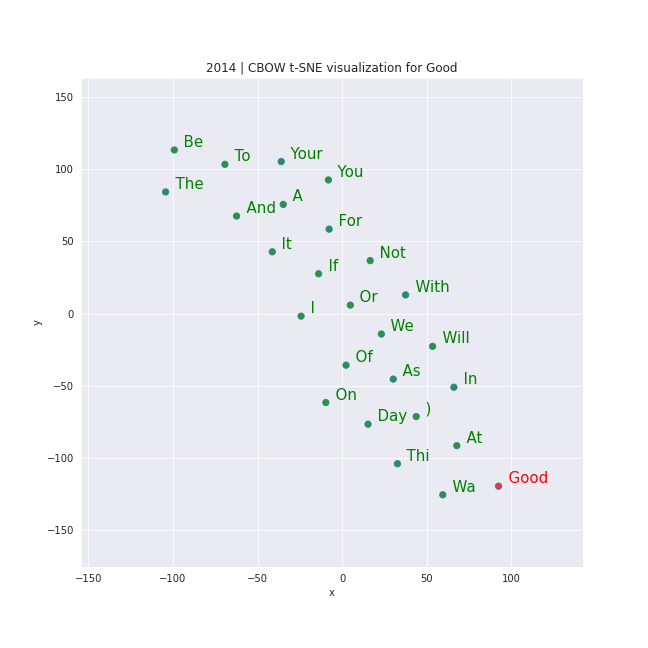 2014 | CBOW t-SNE visualization for Good
150
100
50
0
−50
−100
−150
y
Be
To
Your
You
The
And
A
For
It
Not
If
With
Or
I
We
Will
Of
As
In
On
Day
)
At
Thi
Good
Wa
−150
−100
−50
0
50
100
x